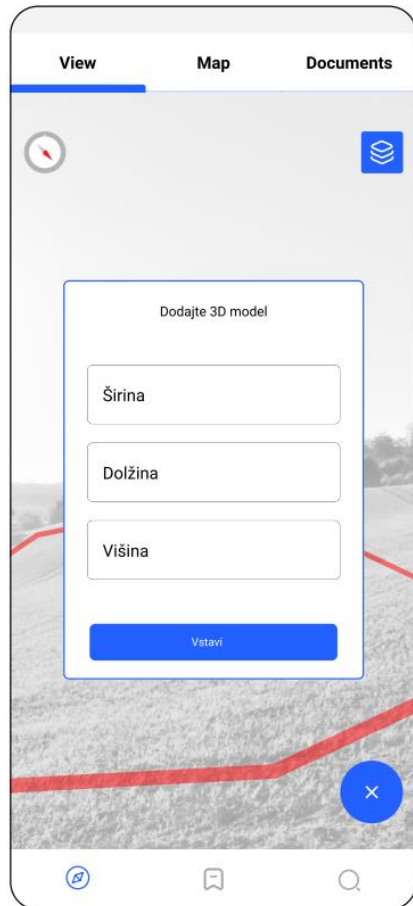 View
Map
Documents
Dodajte 3D model
Širina
Dolžina
Višina
Vstavi